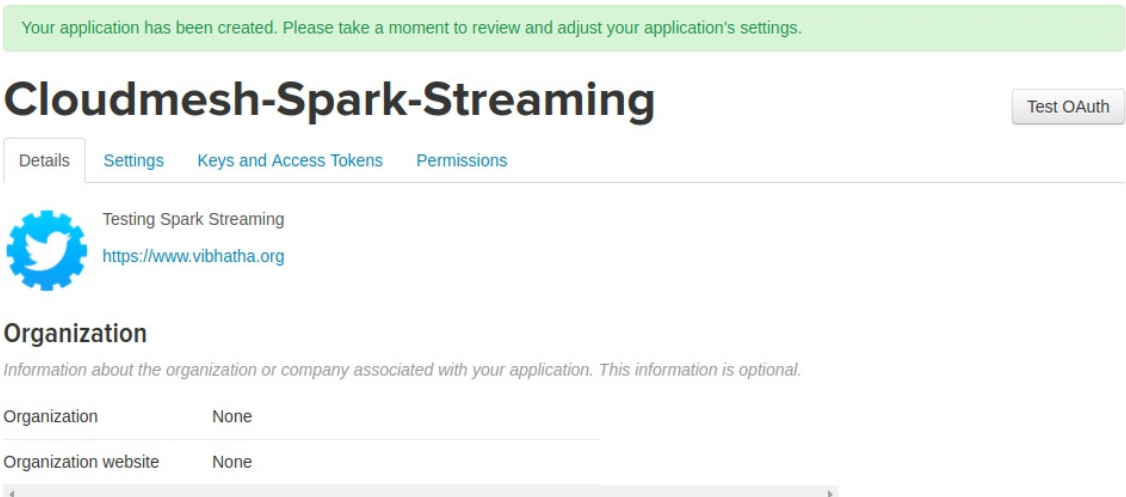 Your application has been created. Please take a moment to review and adjust your application's settings.
Cloudmesh-Spark-Streaming
Test OAuth
Details Settings Keys and Access Tokens Permissions
Testing Spark Streaming
https://www.vibhatha.org
Organization
Information about the organization or company associated with your application. This information is optional.
Organization None
Organization website None